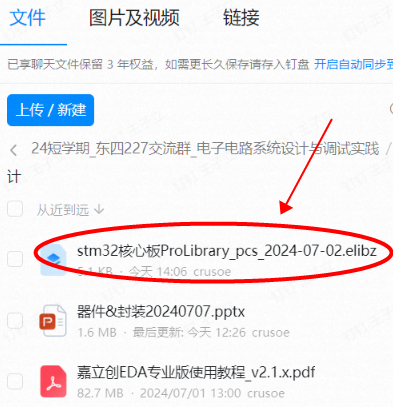 文件 图片及视频 链接
已享聊天文件保留 3 年权益，如需更长久保存请存入钉盘 开启自动同步到
上传 / 新建
24短学期_东四227交流群_电子电路系统设计与调试实践 /
计
从近到远
stm32核心板ProLibrary_pcs_2024-07-02.elibz
6.1 KB · 今天 14:06 crusoe
器件&封装20240707.pptx
1.6 MB · 最后更新: 今天 12:26 crusoe
嘉立创EDA专业版使用教程_v2.1.x.pdf
82.7 MB · 2024/07/01 13:00 crusoe